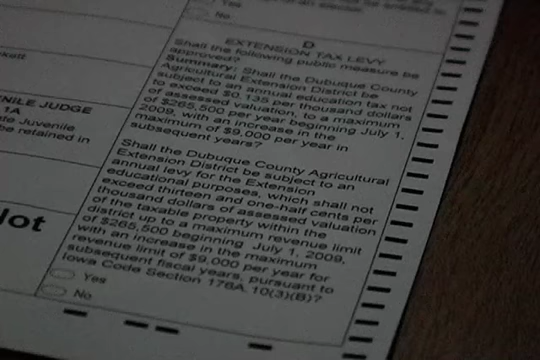 Yes
No
D
EXTENSION TAX LEVY
Shall the following public measure be
approved?
Summary: Shall the Dubuque County
Agricultural Extension District be
subject to an annual education tax not
to exceed $0.135 per thousand dollars
of assessed valuation, to a maximum
of $265,500 per year beginning July 1,
2009, with an increase in the
maximum of $9,000 per year in
subsequent years?
Shall the Dubuque County Agricultural
Extension District be subject to an
annual levy for the Extension
educational purposes, which shall not
exceed thirteen and one-half cents per
thousand dollars of assessed valuation
of the taxable property within the
district up to a maximum revenue limit
of $265,500 beginning July 1, 2009,
with an increase in the maximum
revenue limit of $9,000 per year for
subsequent fiscal years, pursuant to
Iowa Code Section 176A.10(3)(B)?
Yes
No
NILE JUDGE
1A
Juvenile
be retained in
lot